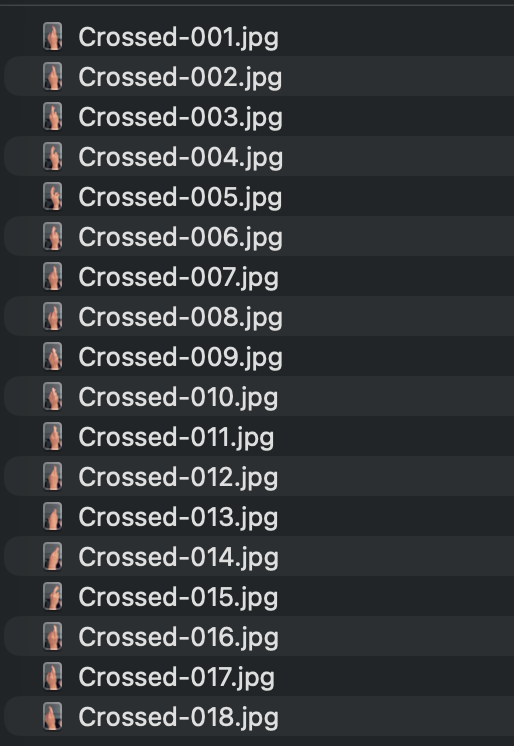 Crossed-001.jpg
Crossed-002.jpg
Crossed-003.jpg
Crossed-004.jpg
Crossed-005.jpg
Crossed-006.jpg
Crossed-007.jpg
Crossed-008.jpg
Crossed-009.jpg
Crossed-010.jpg
Crossed-011.jpg
Crossed-012.jpg
Crossed-013.jpg
Crossed-014.jpg
Crossed-015.jpg
Crossed-016.jpg
Crossed-017.jpg
Crossed-018.jpg